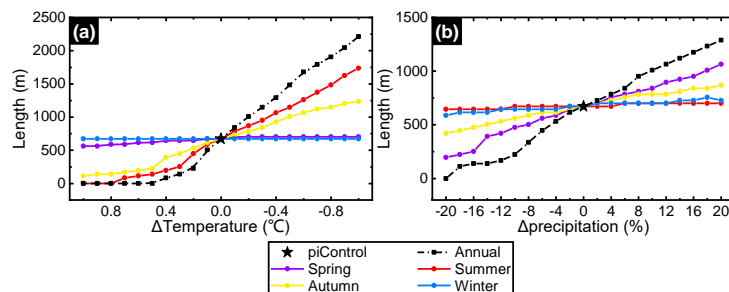 (a)
Length (m)
2500
2000
1500
1000
500
0
0.8 0.4 0.0 -0.4 -0.8
ΔTemperature (℃)
(b)
Length (m)
1500
1000
500
0
-20 -16 -12 -8 -4 0 4 8 12 16 20
Δprecipitation (%)
piControl Annual
Spring Summer
Autumn Winter